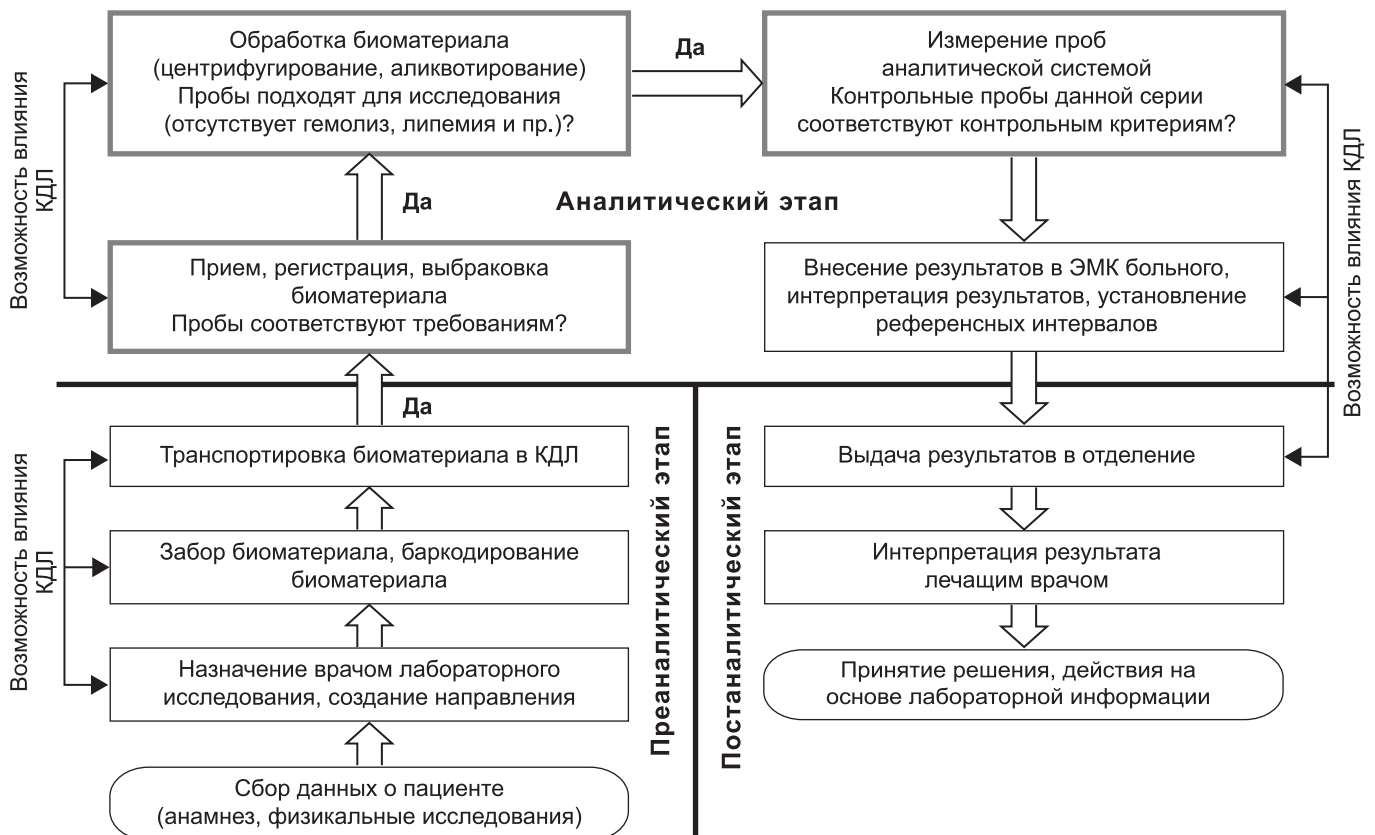 Обработка биоматериала
(центрифугирование, аликвотирование)
Пробы подходят для исследования
(отсутствует гемолиз, липемия и пр.)?
Да
Измерение проб
аналитической системой
Контрольные пробы данной серии
соответствуют контрольным критериям?
Возможность влияния
КДЛ
Да
Аналитический этап
Возможность влияния КДЛ
Прием, регистрация, выбраковка
биоматериала
Пробы соответствуют требованиям?
Внесение результатов в ЭМК больного,
интерпретация результатов, установление
референсных интервалов
Да
Транспортировка биоматериала в КДЛ
Возможность влияния
КДЛ
Забор биоматериала, баркодирование
биоматериала
Назначение врачом лабораторного
исследования, создание направления
Сбор данных о пациенте
(анамнез, физикальные исследования)
Преаналитический этап
Постаналитический этап
Выдача результатов в отделение
Интерпретация результата
лечащим врачом
Принятие решения, действия на
основе лабораторной информации